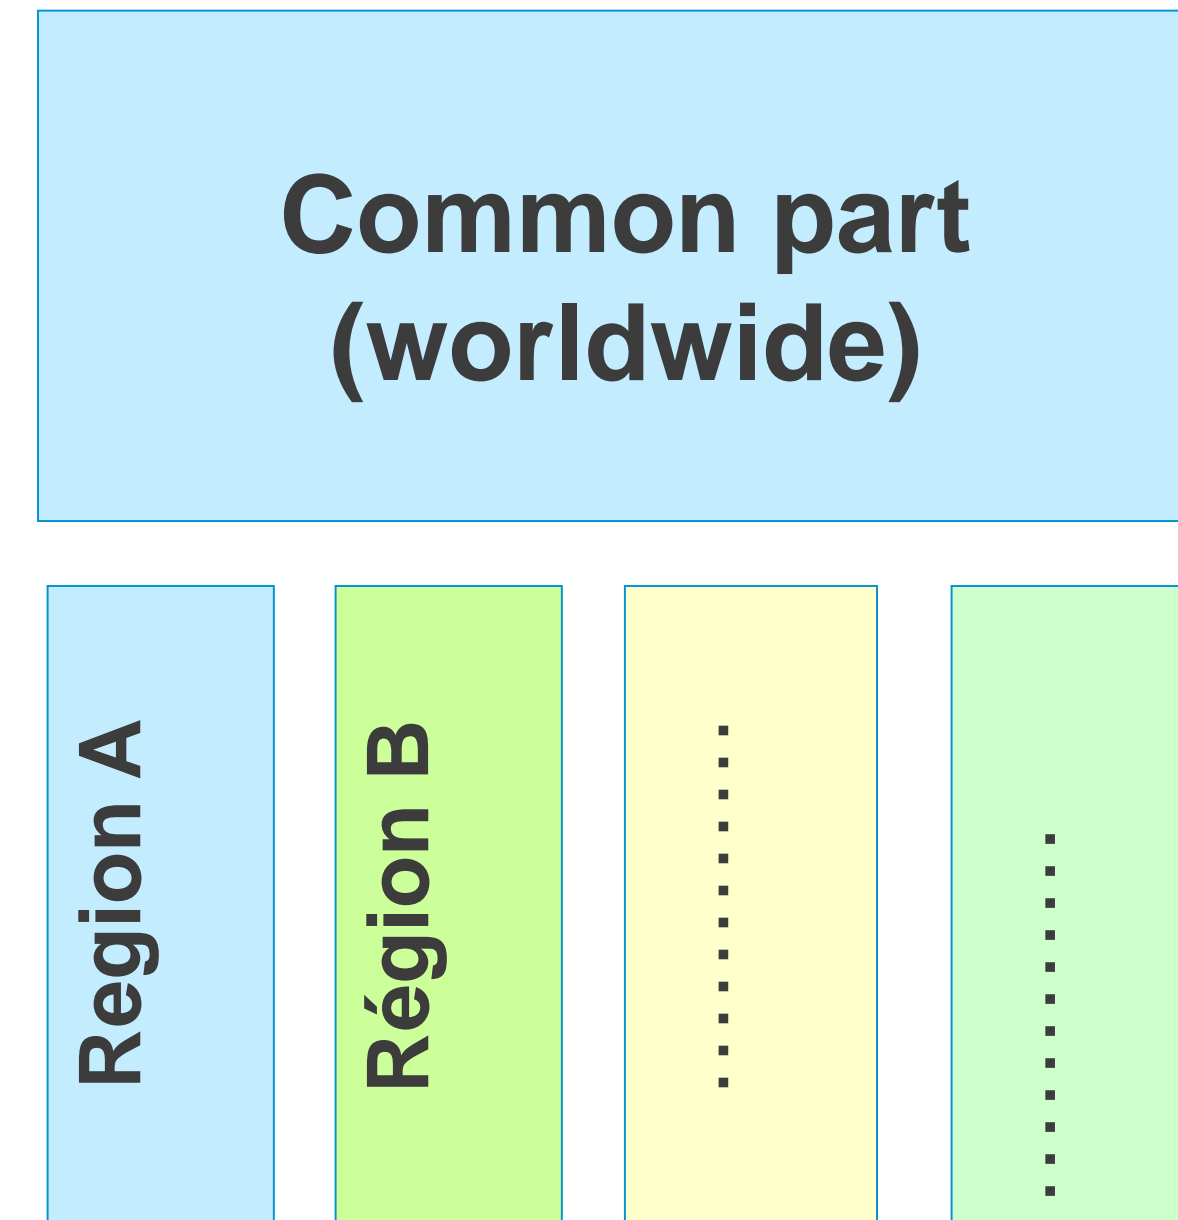 Common part
(worldwide)
Region A
Région B
............
............